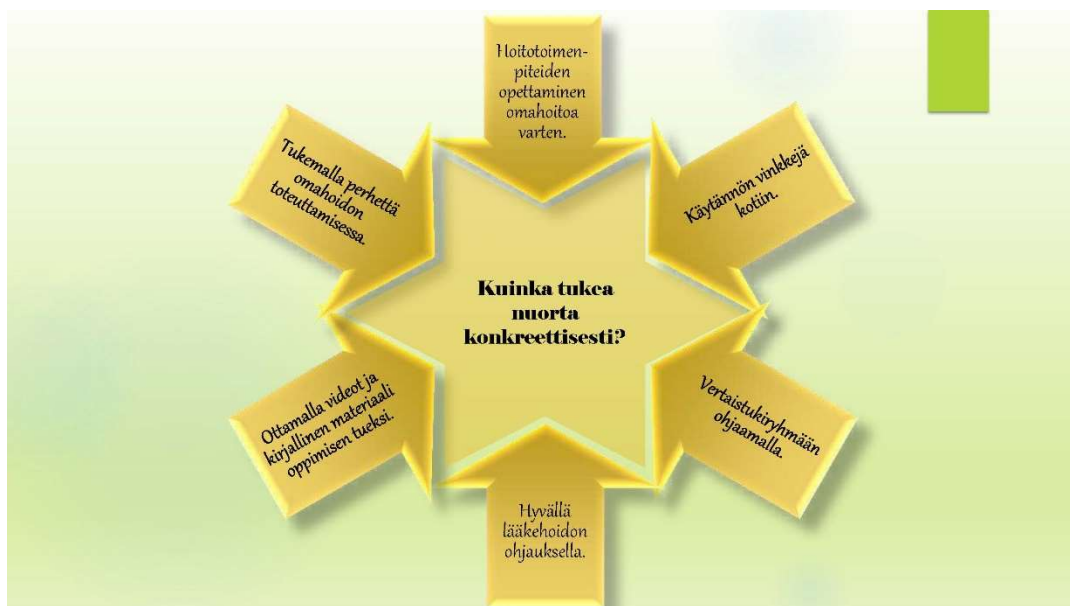 Hoitotoimen-
piteiden
opettaminen
omahoitoa
varten.
Käytännön vinkkejä
kotiin.
Vertaistukiryhmään
ohjaamalla.
Hyvällä
lääkehoidon
ohjauksella.
Ottamalla videot ja
kirjallinen materiaali
oppimisen tueksi.
Tukemalla perhettä
omahoidon
toteuttamisessa.
Kuinka tukea
nuorta
konkreettisesti?